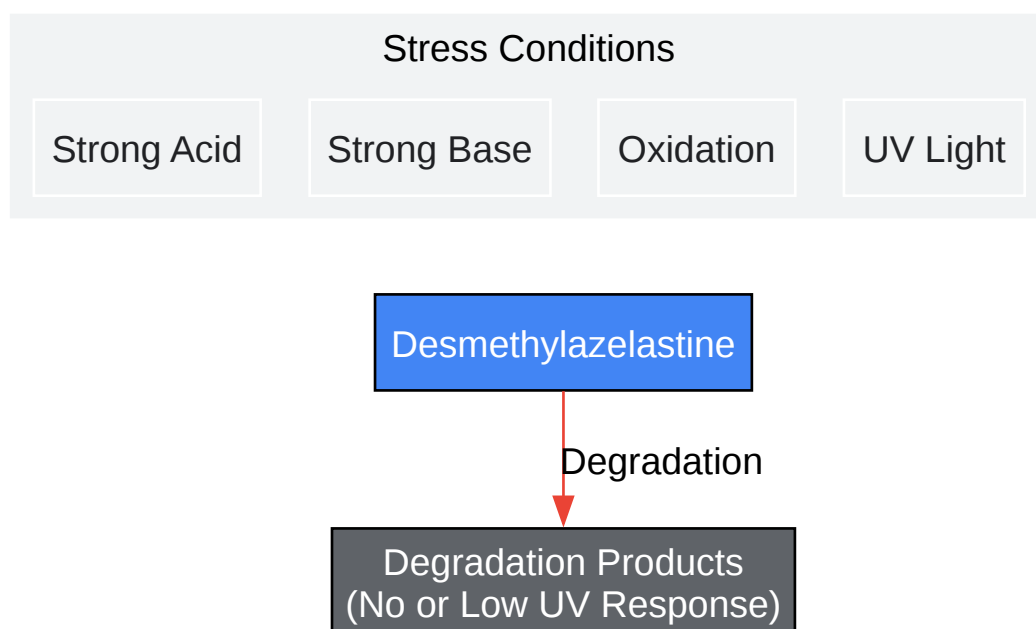 Stress Conditions
Strong Acid
Strong Base
Oxidation
UV Light
Desmethylazelastine
Degradation
Degradation Products
(No or Low UV Response)